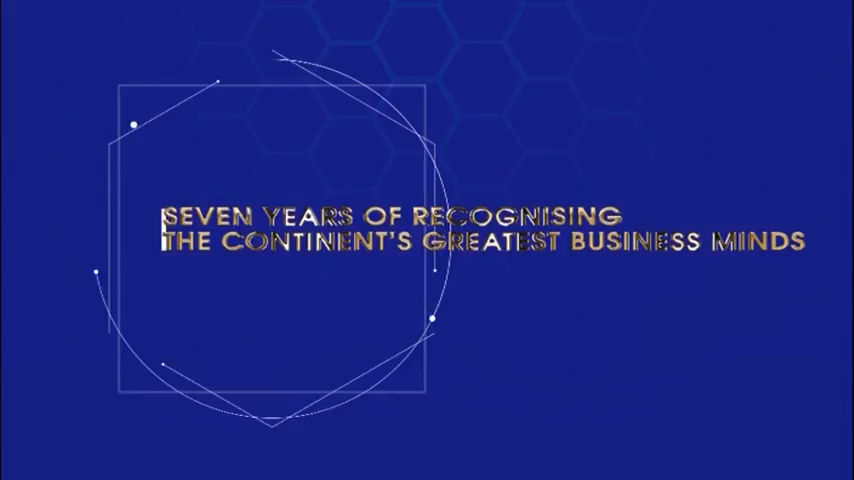 SEVEN YEARS OF RECOGNISING
THE CONTINENT'S GREATEST BUSINESS MINDS